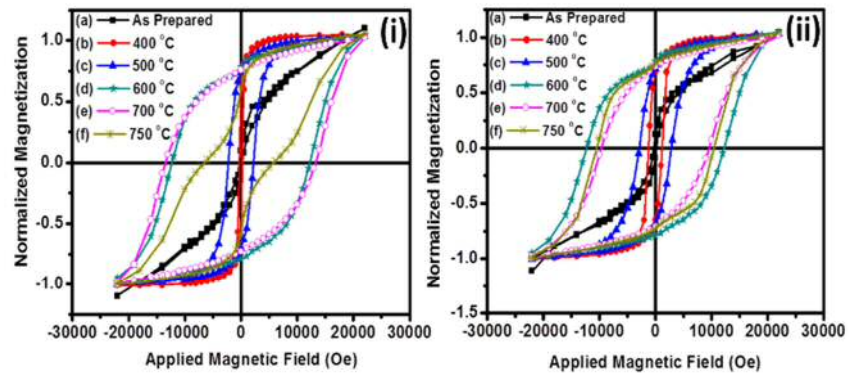 (i)
(a) As Prepared
(b) 400 °C
(c) 500 °C
(d) 600 °C
(e) 700 °C
(f) 750 °C
Normalized Magnetization
1.0
0.5
0.0
-0.5
-1.0
-30000 -20000 -10000 0 10000 20000 30000
Applied Magnetic Field (Oe)
(ii)
(a) As Prepared
(b) 400 °C
(c) 500 °C
(d) 600 °C
(e) 700 °C
(f) 750 °C
Normalized Magnetization
1.0
0.5
0.0
-0.5
-1.0
-1.5
-30000 -20000 -10000 0 10000 20000 30000
Applied Magnetic Field (Oe)